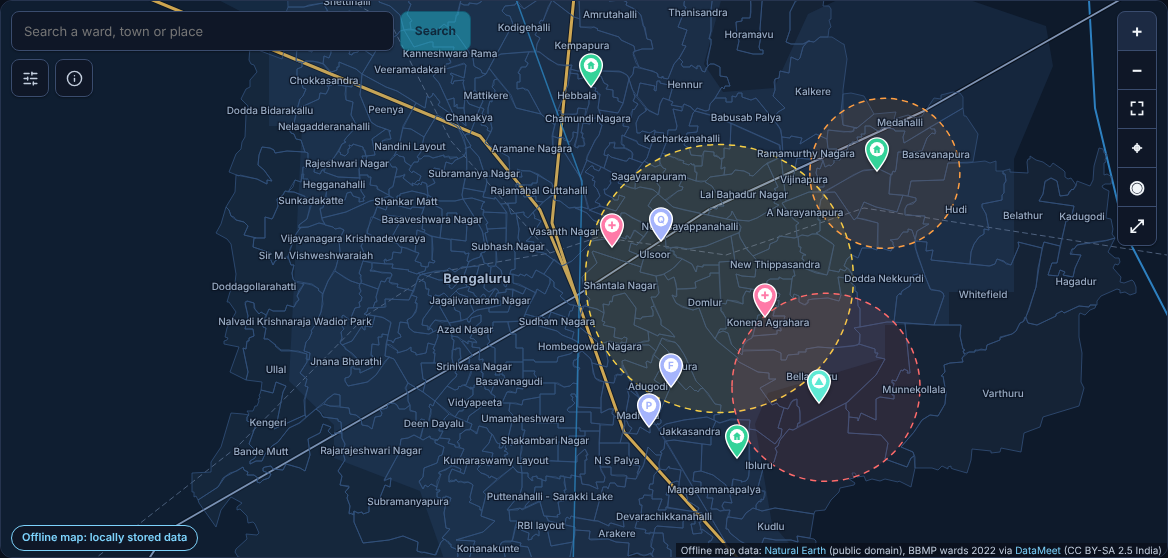 Shettihalli
Amrutahalli
Thanisandra
Search a ward, town or place
Search
Kodigehalli
Horamavu
Kempapura
Kanneshwara Rama
Veeramadakari
Chokkasandra
Hennur
Kalkere
Mattikere
Hebbala
Dodda Bidarakallu
Peenya
Chanakya
Chamundi Nagara
Babusab Palya
Medahalli
Nelagadderanahalli
Kacharkanahalli
Nandini Layout
Aramane Nagara
Ramamurthy Nagara
Basavanapura
Rajeshwari Nagar
Subramanya Nagar
Sagayarapuram
Vijinapura
Hegganahalli
Rajamahal Guttahalli
Lal Bahadur Nagar
Sunkadakatte
Shankar Matt
A Narayanapura
Hudi
Basaveshwara Nagar
Belathur
Kadugodi
Vasanth Nagar
Q
Vijayanagara Krishnadevaraya
Subhash Nagar
Sir M. Vishweshwaraiah
Ulsoor
New Thippasandra
Bengaluru
Dodda Nekkundi
Hagadur
Doddagollarahatti
Shantala Nagar
Whitefield
Jagajivanaram Nagar
Domlur
Nalvadi Krishnaraja Wadior Park
Sudham Nagara
Konena Agrahara
Azad Nagar
Hombegowda Nagara
Jnana Bharathi
Srinivasa Nagar
F
Ullal
Basavanagudi
Adugodi
Munnekollala
Varthuru
Vidyapeeta
P
Umamaheshwara
Kengeri
Deen Dayalu
Jakkasandra
Shakambari Nagar
Bande Mutt
Rajarajeshwari Nagar
Kumaraswamy Layout
N S Palya
Ibluru
Mangammanapalya
Subramanyapura
Puttenahalli - Sarakki Lake
Devarachikkanahalli
RBI layout
Kudlu
Arakere
Offline map: locally stored data
Konanakunte
Offline map data: Natural Earth (public domain), BBMP wards 2022 via DataMeet (CC BY-SA 2.5 India)